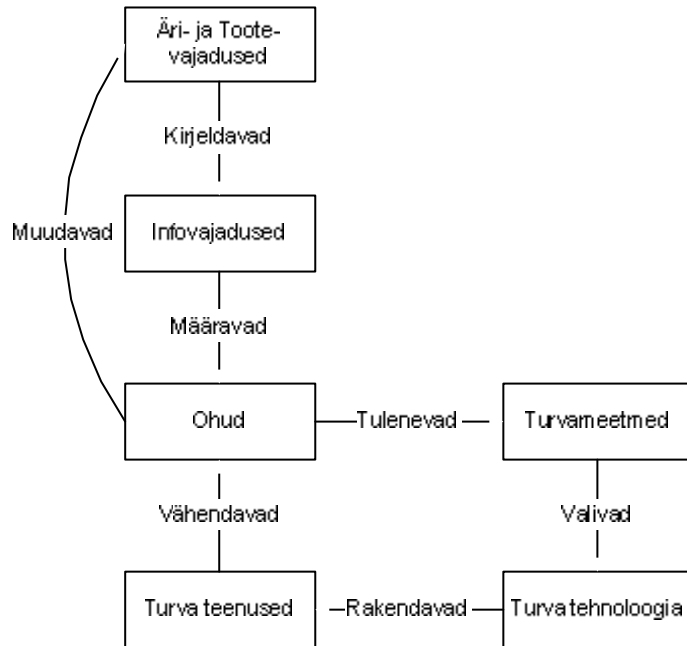 Äri- ja Toote-
vajadused
Kirjeldavad
Muudavad
Infovajadused
Määravad
Ohud
Tulenevad
Turvameetmed
Vähendavad
Valivad
Turva teenused
Rakendavad
Turva tehnoloogia